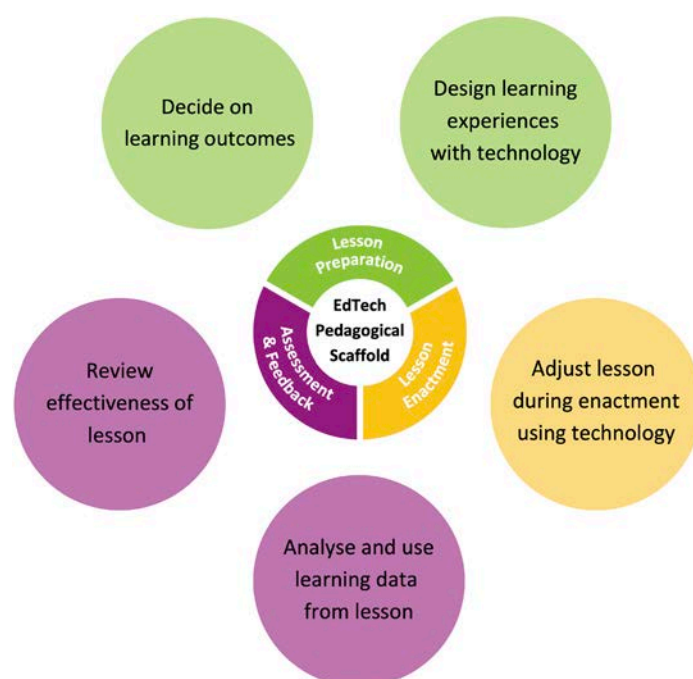 Decide on
learning outcomes
Design learning
experiences
with technology
Lesson
Preparation
EdTech
Pedagogical
Scaffold
Assessment
& Feedback
Lesson
Enactment
Review
effectiveness of
lesson
Adjust lesson
during enactment
using technology
Analyse and use
learning data
from lesson